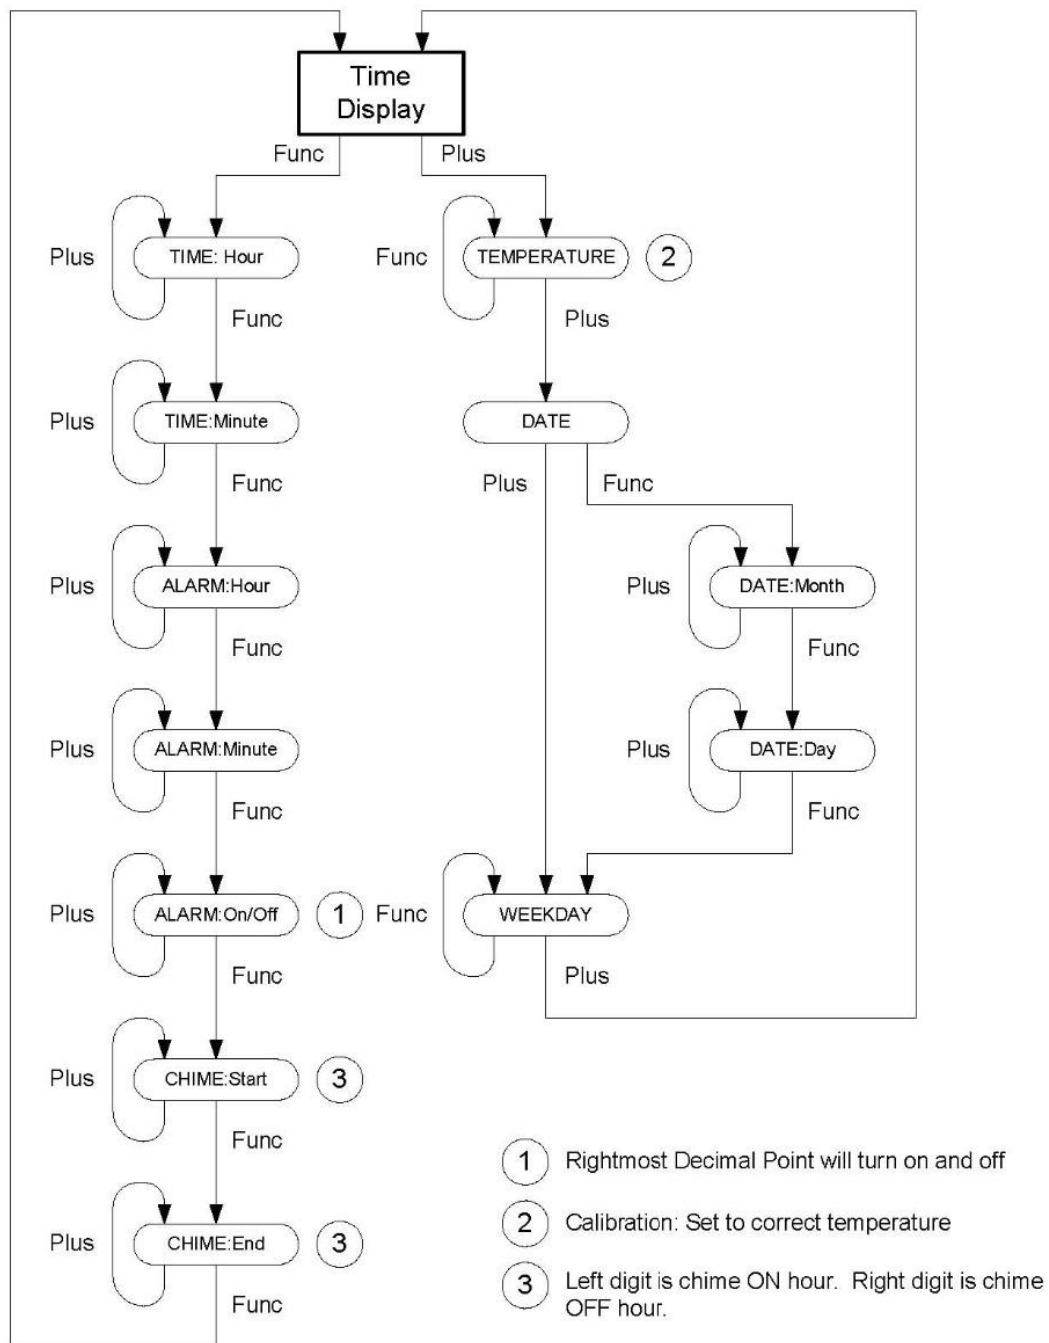 Time
Display
Func
Plus
Plus
TIME: Hour
Func
TEMPERATURE
2
Func
Plus
Plus
TIME:Minute
DATE
Func
Plus
Func
Plus
ALARM:Hour
Plus
DATE:Month
Func
Func
Plus
ALARM:Minute
Plus
DATE:Day
Func
Func
Plus
ALARM:On/Off
1
Func
WEEKDAY
Func
Plus
Plus
CHIME:Start
3
Func
Plus
CHIME:End
3
Func
1 Rightmost Decimal Point will turn on and off
2 Calibration: Set to correct temperature
3 Left digit is chime ON hour. Right digit is chime
OFF hour.